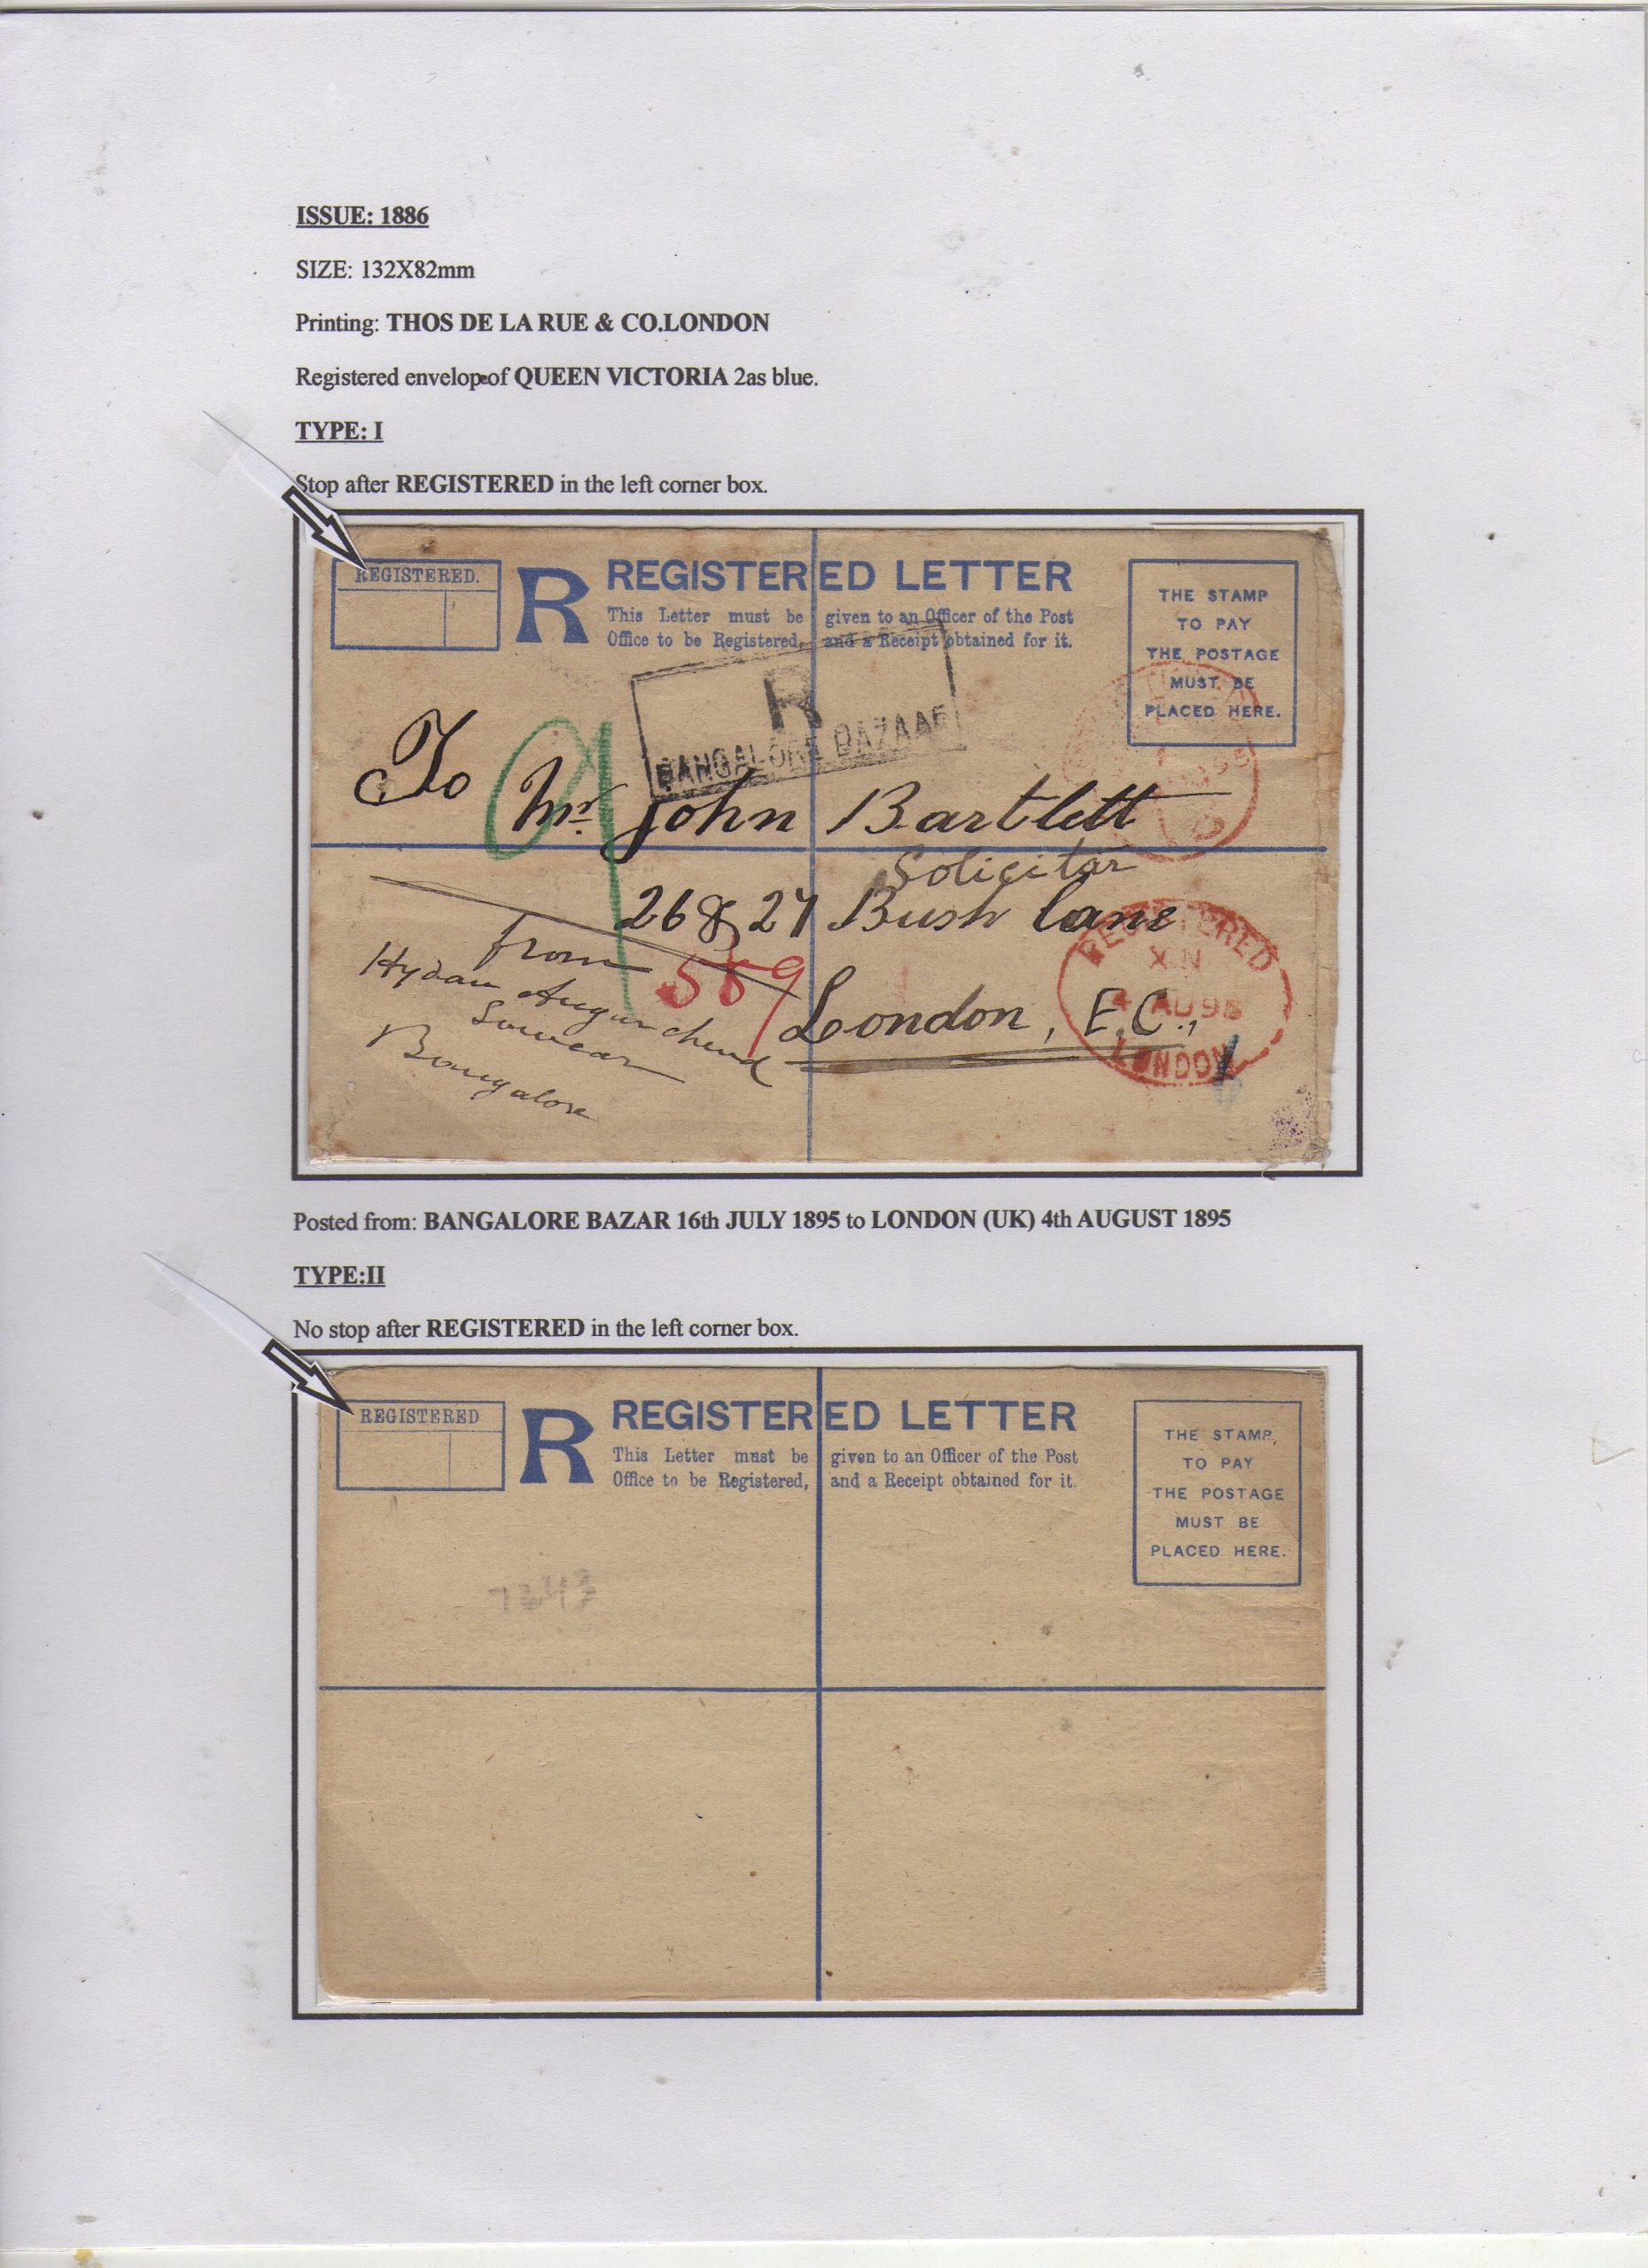 ISSUE: 1886
SIZE: 132X82mm
Printing: THOS DE LA RUE & CO.LONDON
Registered envelope of QUEEN VICTORIA 2as blue.
TYPE: I
Stop after REGISTERED in the left corner box.
REGISTERED.
R
REGISTERED LETTER
This Letter must be given to an Officer of the Post
Office to be Registered, and a Receipt obtained for it.
THE STAMP
TO PAY
THE POSTAGE
MUST BE
PLACED HERE.
R
BANGALORE BAZAAR
To
Mr John Bartlett
Solicitor
26 & 27 Bush lane
London, E.C.,
from
Bangalore
589
REGISTERED
XN
4 AU 95
LONDON
Posted from: BANGALORE BAZAR 16th JULY 1895 to LONDON (UK) 4th AUGUST 1895
TYPE:II
No stop after REGISTERED in the left corner box.
REGISTERED
R
REGISTERED LETTER
This Letter must be given to an Officer of the Post
Office to be Registered, and a Receipt obtained for it.
THE STAMP
TO PAY
THE POSTAGE
MUST BE
PLACED HERE.